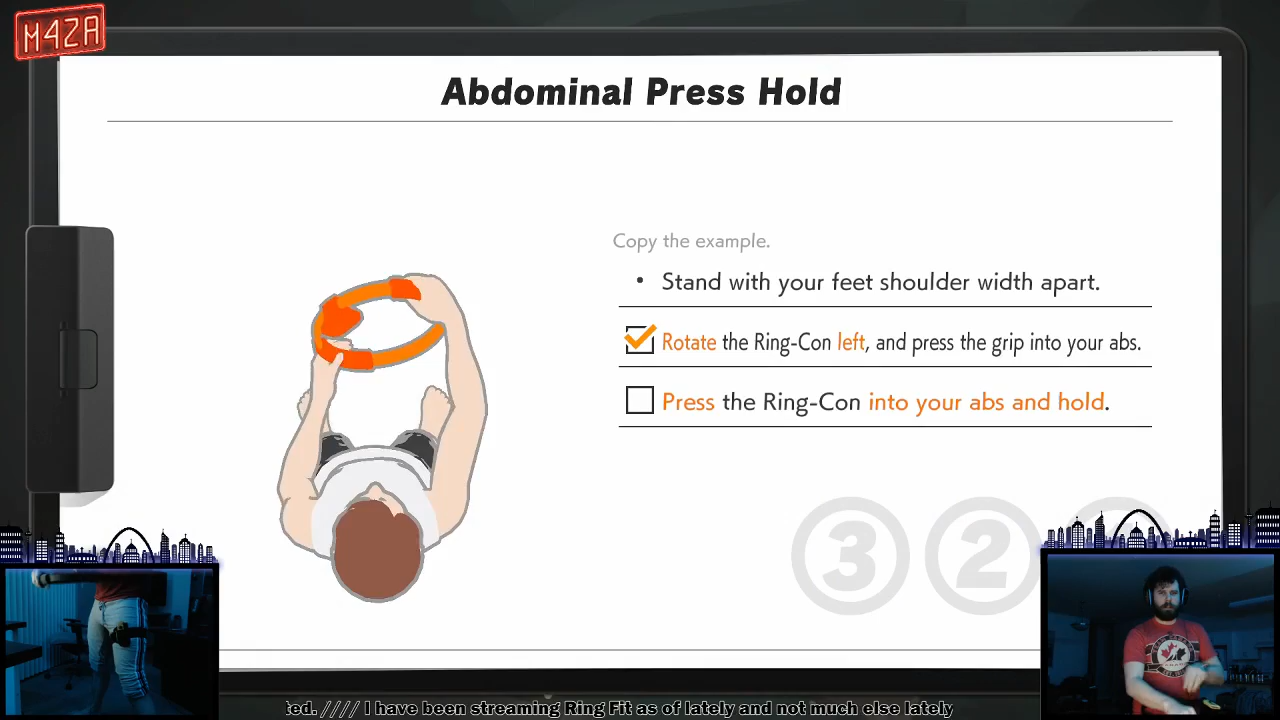 M4ZA
Abdominal Press Hold
Copy the example.
• Stand with your feet shoulder width apart.
Rotate the Ring-Con left, and press the grip into your abs.
Press the Ring-Con into your abs and hold.
3 2
ted. //// I have been streaming Ring Fit as of lately and not much else lately